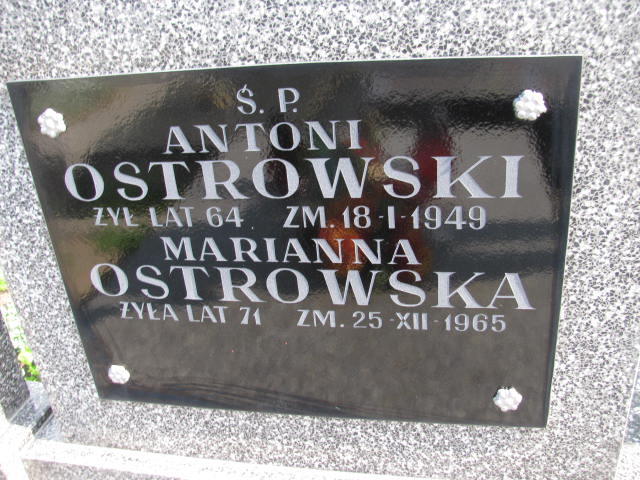 Ś. P.
ANTONI
OSTROWSKI
ŻYŁ LAT 64 ZM. 18-I-1949
MARIANNA
OSTROWSKA
ŻYŁA LAT 71 ZM. 25-XII-1965